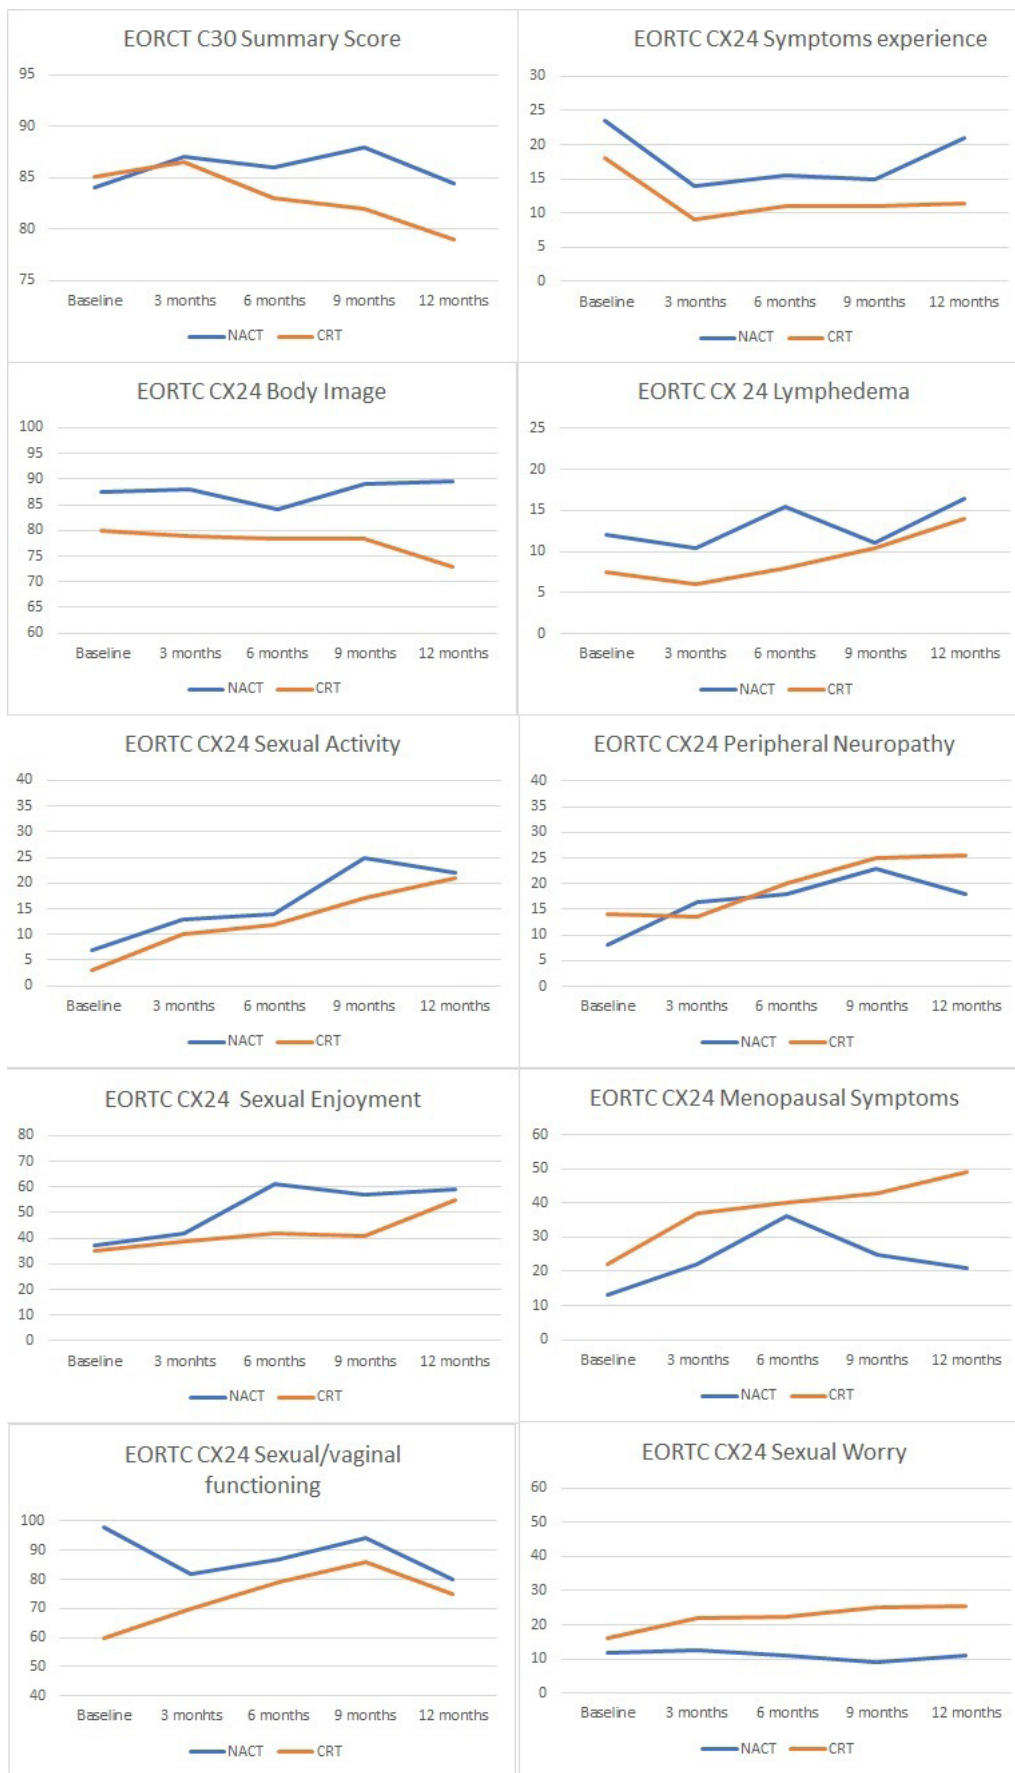 EORCT C30 Summary Score
95
90
85
80
75
Baseline 3 months 6 months 9 months 12 months
NACT CRT
EORTC CX24 Symptoms experience
30
25
20
15
10
5
0
Baseline 3 months 6 months 9 months 12 months
NACT CRT
EORTC CX24 Body Image
100
95
90
85
80
75
70
65
60
Baseline 3 months 6 months 9 months 12 months
NACT CRT
EORTC CX 24 Lymphedema
25
20
15
10
5
0
Baseline 3 months 6 months 9 months 12 months
NACT CRT
EORTC CX24 Sexual Activity
40
35
30
25
20
15
10
5
0
Baseline 3 months 6 months 9 months 12 months
NACT CRT
EORTC CX24 Peripheral Neuropathy
40
35
30
25
20
15
10
5
0
Baseline 3 months 6 months 9 months 12 months
NACT CRT
EORTC CX24 Sexual Enjoyment
80
70
60
50
40
30
20
10
0
Baseline 3 monhts 6 months 9 months 12 months
NACT CRT
EORTC CX24 Menopausal Symptoms
60
50
40
30
20
10
0
Baseline 3 months 6 months 9 months 12 months
NACT CRT
EORTC CX24 Sexual/vaginal
functioning
100
90
80
70
60
50
40
Baseline 3 monhts 6 months 9 months 12 months
NACT CRT
EORTC CX24 Sexual Worry
60
50
40
30
20
10
0
Baseline 3 months 6 months 9 months 12 months
NACT CRT